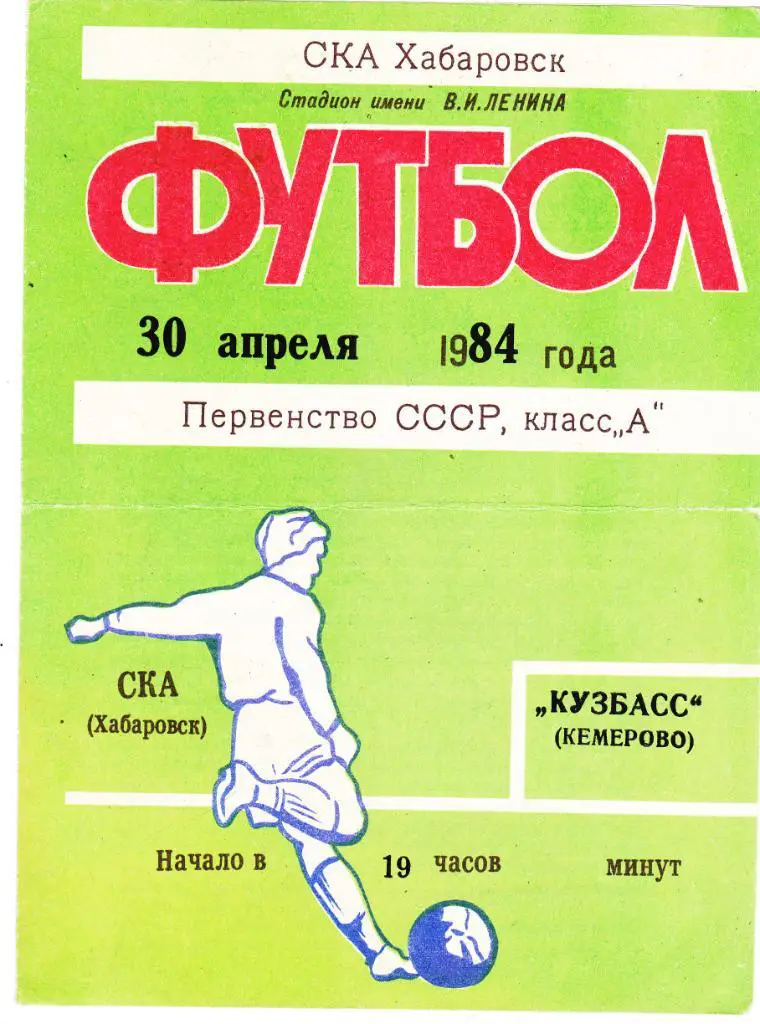 СКА Хабаровск
Стадион имени В.И.ЛЕНИНА
ФУТБОЛ
30 апреля 1984 года
Первенство СССР, класс„А"
СКА
(Хабаровск)
„КУЗБАСС"
(КЕМЕРОВО)
Начало в 19 часов минут